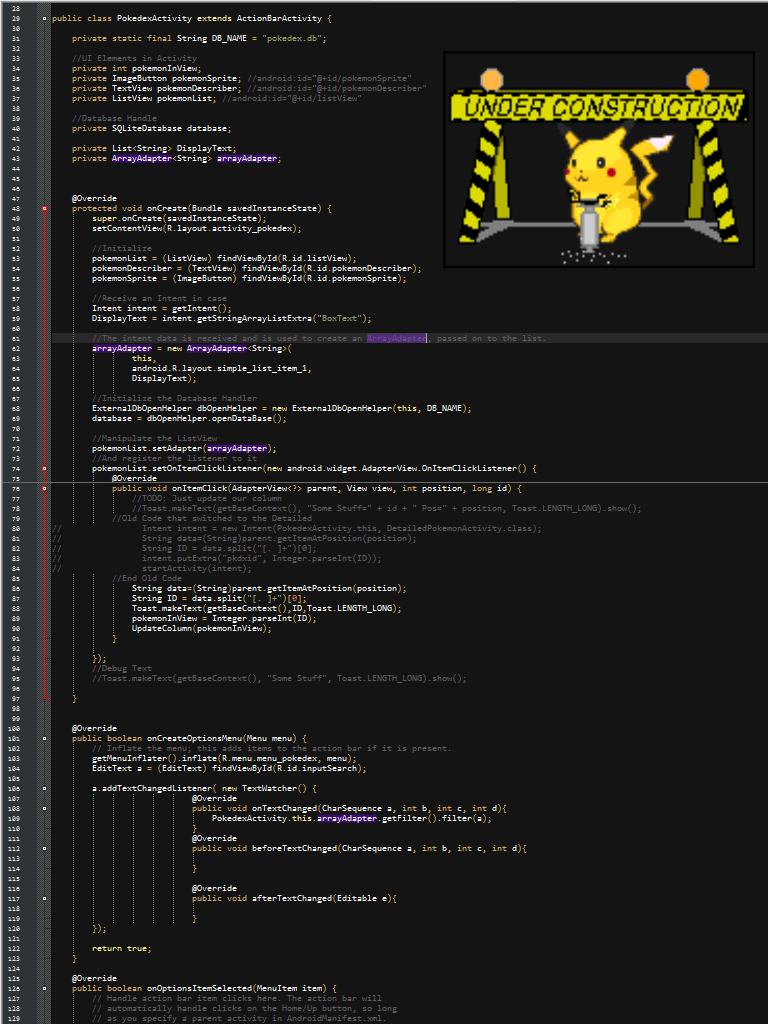 28
29 public class PokedexActivity extends ActionBarActivity {
30
31 private static final String DB_NAME = "pokedex.db";
32
33 //UI Elements in Activity
34 private int pokemonInView;
35 private ImageButton pokemonSprite; //android:id="@+id/pokemonSprite"
36 private TextView pokemonDescriber; //android:id="@+id/pokemonDescriber"
37 private ListView pokemonList; //android:id="@+id/listView"
38
39 //Database Handle
40 private SQLiteDatabase database;
41
42 private List<String> DisplayText;
43 private ArrayAdapter<String> arrayAdapter;
44
45
46
47 @Override
48 protected void onCreate(Bundle savedInstanceState) {
49 super.onCreate(savedInstanceState);
50 setContentView(R.layout.activity_pokedex);
51
52 //Initialize
53 pokemonList = (ListView) findViewById(R.id.listView);
54 pokemonDescriber = (TextView) findViewById(R.id.pokemonDescriber);
55 pokemonSprite = (ImageButton) findViewById(R.id.pokemonSprite);
56
57 //Receive an Intent in case
58 Intent intent = getIntent();
59 DisplayText = intent.getStringArrayListExtra("BoxText");
60
61 //The intent data is received and is used to create an ArrayAdapter, passed on to the list.
62 arrayAdapter = new ArrayAdapter<String>(
63 this,
64 android.R.layout.simple_list_item_1,
65 DisplayText);
66
67 //Initialize the Database Handler
68 ExternalDbOpenHelper dbOpenHelper = new ExternalDbOpenHelper(this, DB_NAME);
69 database = dbOpenHelper.openDataBase();
70
71 //Manipulate the ListView
72 pokemonList.setAdapter(arrayAdapter);
73 //And register the listener to it
74 pokemonList.setOnItemClickListener(new android.widget.AdapterView.OnItemClickListener() {
75 @Override
76 public void onItemClick(AdapterView<?> parent, View view, int position, long id) {
77 //TODO: Just update our column
78 //Toast.makeText(getBaseContext(), "Some Stuff=" + id + " Pos=" + position, Toast.LENGTH_LONG).show();
79 //Old Code that switched to the Detailed
80 // Intent intent = new Intent(PokedexActivity.this, DetailedPokemonActivity.class);
81 // String data=(String)parent.getItemAtPosition(position);
82 // String ID = data.split("[. ]+")[0];
83 // intent.putExtra("pkdxid", Integer.parseInt(ID));
84 // startActivity(intent);
85 //End Old Code
86 String data=(String)parent.getItemAtPosition(position);
87 String ID = data.split("[. ]+")[0];
88 Toast.makeText(getBaseContext(),ID,Toast.LENGTH_LONG);
89 pokemonInView = Integer.parseInt(ID);
90 UpdateColumn(pokemonInView);
91 }
92
93 });
94 //Debug Text
95 //Toast.makeText(getBaseContext(), "Some Stuff", Toast.LENGTH_LONG).show();
96
97 }
98
99
100 @Override
101 public boolean onCreateOptionsMenu(Menu menu) {
102 // Inflate the menu; this adds items to the action bar if it is present.
103 getMenuInflater().inflate(R.menu.menu_pokedex, menu);
104 EditText a = (EditText) findViewById(R.id.inputSearch);
105
106 a.addTextChangedListener( new TextWatcher() {
107 @Override
108 public void onTextChanged(CharSequence a, int b, int c, int d){
109 PokedexActivity.this.arrayAdapter.getFilter().filter(a);
110 }
111 @Override
112 public void beforeTextChanged(CharSequence a, int b, int c, int d){
113
114 }
115
116 @Override
117 public void afterTextChanged(Editable e){
118
119 }
120 });
121
122 return true;
123 }
124
125 @Override
126 public boolean onOptionsItemSelected(MenuItem item) {
127 // Handle action bar item clicks here. The action bar will
128 // automatically handle clicks on the Home/Up button, so long
129 // as you specify a parent activity in AndroidManifest.xml.
UNDER CONSTRUCTION